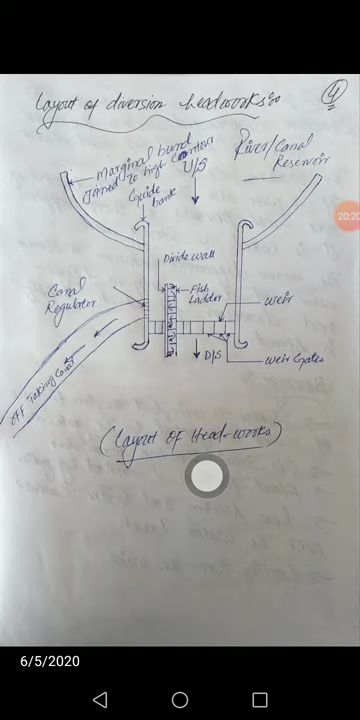 4
Layout of diversion headworks:-
Marginal bund
joined to high contour
U/S
River/Canal
Reservoir
Guide
bank
20:20
Divide wall
Canal
Regulator
Fish
Ladder
weir
D/S
weir Gates
OFF Taking Canal
(Layout of Head-works)
6/5/2020